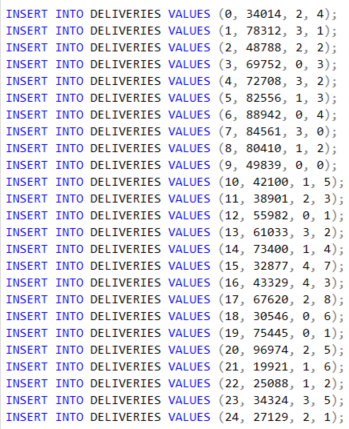 INSERT INTO DELIVERIES VALUES (0, 34014, 2, 4);
INSERT INTO DELIVERIES VALUES (1, 78312, 3, 1);
INSERT INTO DELIVERIES VALUES (2, 48788, 2, 2);
INSERT INTO DELIVERIES VALUES (3, 69752, 0, 3);
INSERT INTO DELIVERIES VALUES (4, 72708, 3, 2);
INSERT INTO DELIVERIES VALUES (5, 82556, 1, 3);
INSERT INTO DELIVERIES VALUES (6, 88942, 0, 4);
INSERT INTO DELIVERIES VALUES (7, 84561, 3, 0);
INSERT INTO DELIVERIES VALUES (8, 80410, 1, 2);
INSERT INTO DELIVERIES VALUES (9, 49839, 0, 0);
INSERT INTO DELIVERIES VALUES (10, 42100, 1, 5);
INSERT INTO DELIVERIES VALUES (11, 38901, 2, 3);
INSERT INTO DELIVERIES VALUES (12, 55982, 0, 1);
INSERT INTO DELIVERIES VALUES (13, 61033, 3, 2);
INSERT INTO DELIVERIES VALUES (14, 73400, 1, 4);
INSERT INTO DELIVERIES VALUES (15, 32877, 4, 7);
INSERT INTO DELIVERIES VALUES (16, 43329, 4, 3);
INSERT INTO DELIVERIES VALUES (17, 67620, 2, 8);
INSERT INTO DELIVERIES VALUES (18, 30546, 0, 6);
INSERT INTO DELIVERIES VALUES (19, 75445, 0, 1);
INSERT INTO DELIVERIES VALUES (20, 96974, 2, 5);
INSERT INTO DELIVERIES VALUES (21, 19921, 1, 6);
INSERT INTO DELIVERIES VALUES (22, 25088, 1, 2);
INSERT INTO DELIVERIES VALUES (23, 34324, 3, 5);
INSERT INTO DELIVERIES VALUES (24, 27129, 2, 1);